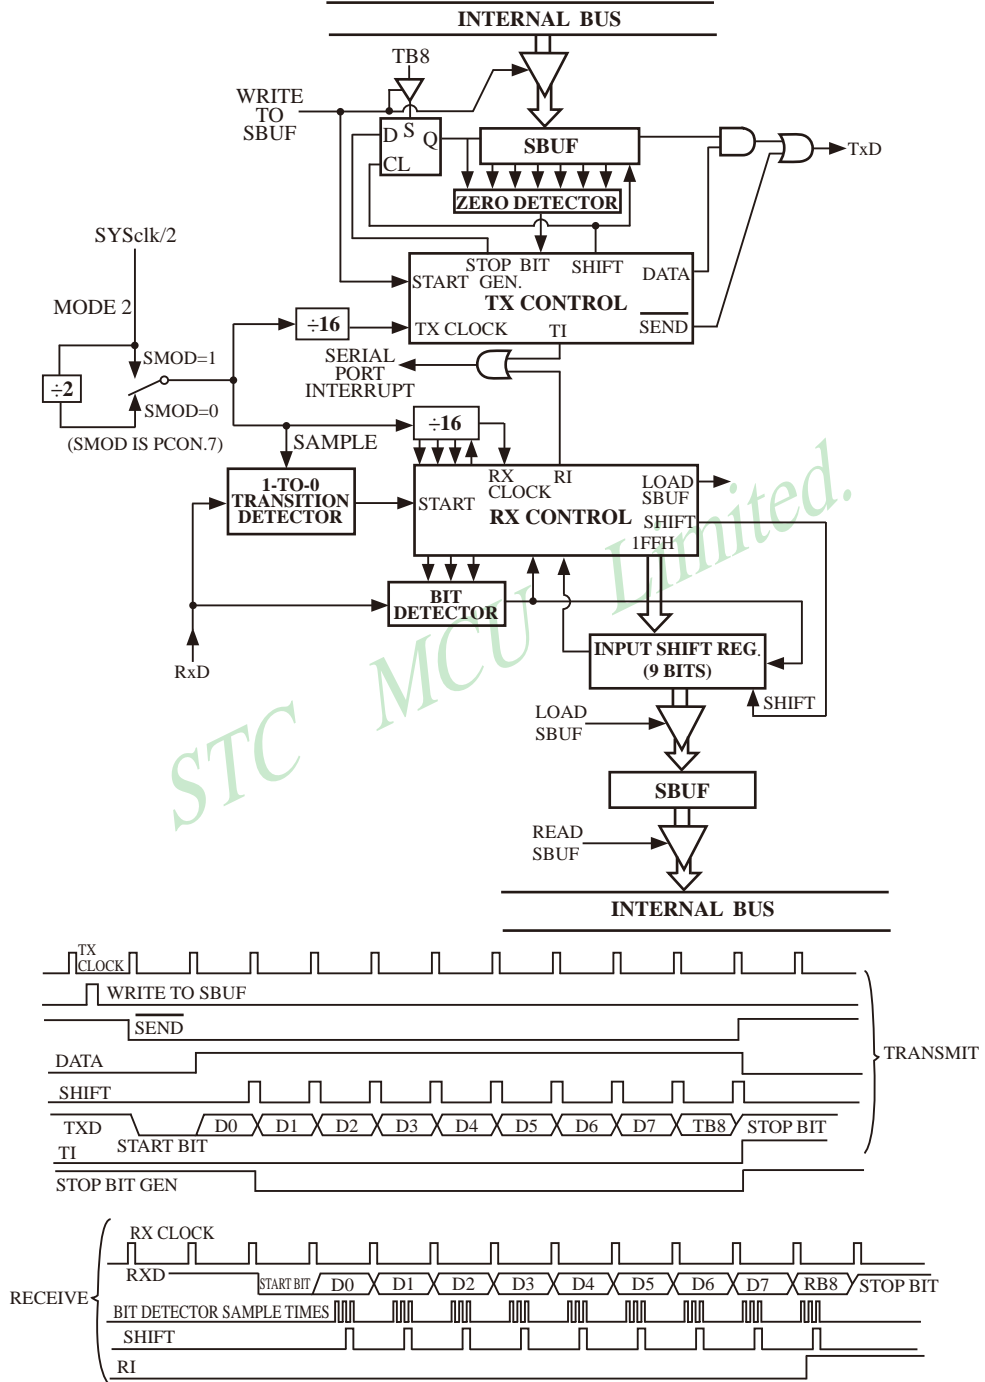 INTERNAL BUS
TB8
WRITE
TO
SBUF
D S Q
CL
SBUF
TxD
ZERO DETECTOR
SYSclk/2
STOP BIT SHIFT DATA
START GEN.
TX CONTROL
MODE 2
÷16
TX CLOCK TI SEND
SERIAL
PORT
INTERRUPT
SMOD=1
÷2
SMOD=0
(SMOD IS PCON.7)
SAMPLE
÷16
1-TO-0
TRANSITION
DETECTOR
RX
CLOCK
RI
LOAD
SBUF
START
RX CONTROL
SHIFT
1FFH
BIT
DETECTOR
RxD
INPUT SHIFT REG.
(9 BITS)
SHIFT
LOAD
SBUF
SBUF
READ
SBUF
INTERNAL BUS
STC MCU Limited.
TX
CLOCK
WRITE TO SBUF
SEND
DATA
TRANSMIT
SHIFT
TXD START BIT D0 D1 D2 D3 D4 D5 D6 D7 TB8 STOP BIT
TI
STOP BIT GEN
RX CLOCK
RXD START BIT D0 D1 D2 D3 D4 D5 D6 D7 RB8 STOP BIT
RECEIVE
BIT DETECTOR SAMPLE TIMES
SHIFT
RI